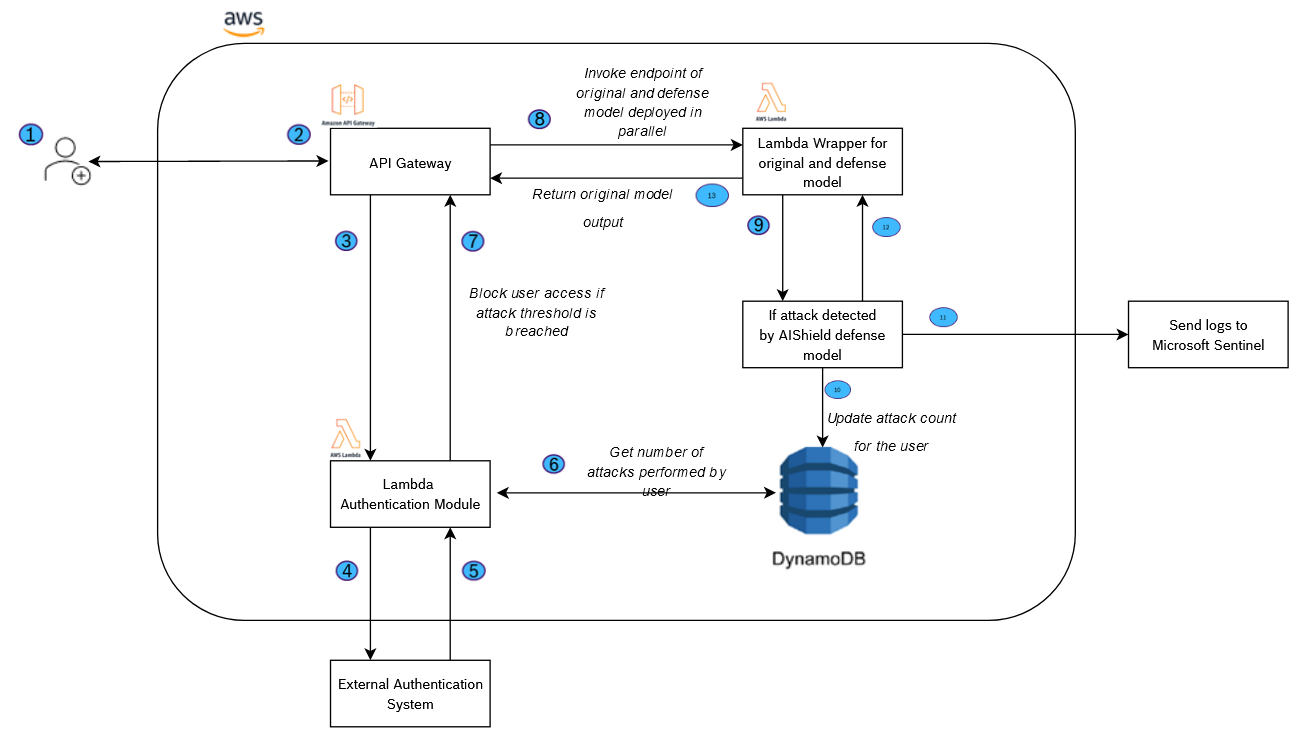 aws
Amazon API Gateway
API Gateway
1
2
8
Invoke endpoint of
original and defense
model deployed in
parallel
AWS Lambda
Lambda Wrapper for
original and defense
model
Return original model
output
13
3
7
9
12
Block user access if
attack threshold is
breached
If attack detected
by AIShield defense
model
11
Send logs to
Microsoft Sentinel
10
Update attack count
for the user
AWS Lambda
Lambda
Authentication Module
6
Get number of
attacks performed by
user
DynamoDB
4
5
External Authentication
System